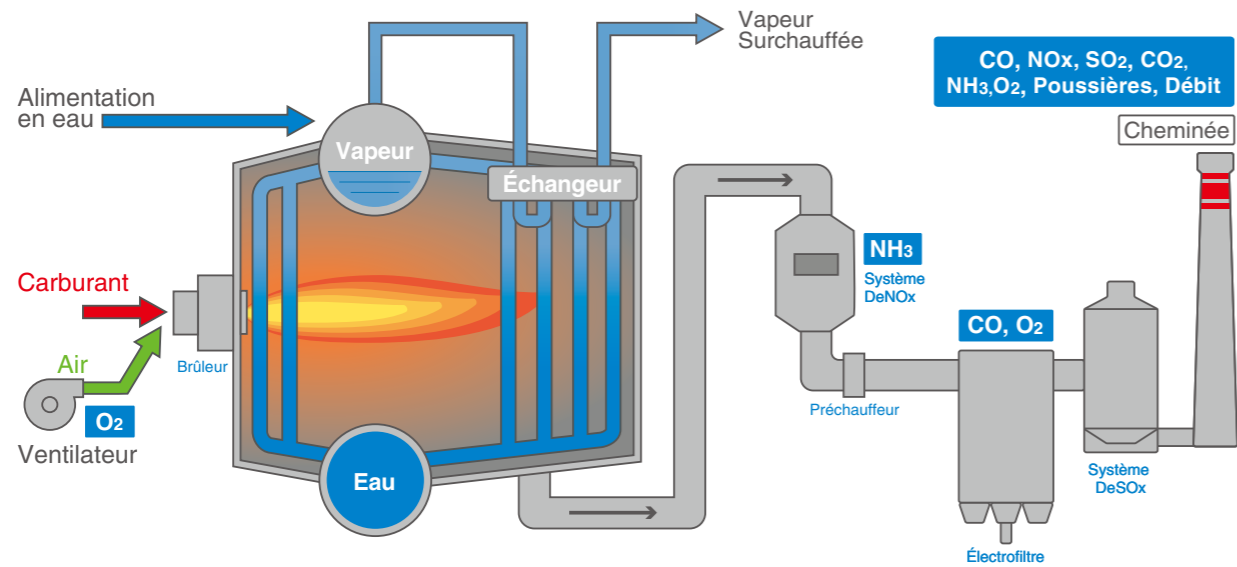 Vapeur
Surchauffée
CO, NOx, SO2, CO2,
NH3,O2, Poussières, Débit
Cheminée
Alimentation
en eau
Vapeur
Échangeur
NH3
Système
DeNOx
Carburant
CO, O2
Air
Brûleur
O2
Préchauffeur
Ventilateur
Eau
Système
DeSOx
Électrofiltre